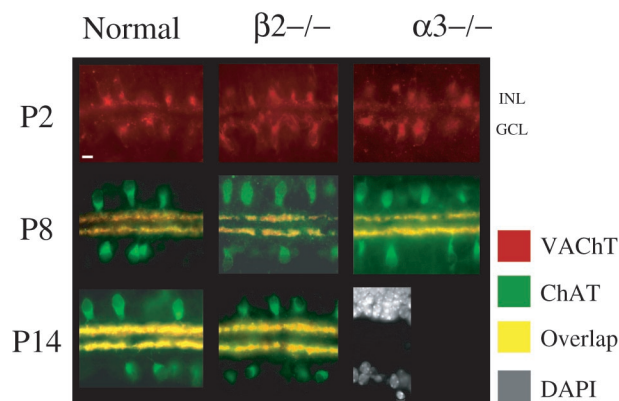 Normal β2−/− α3−/−
P2
INL
GCL
P8
P14
VAChT
ChAT
Overlap
DAPI